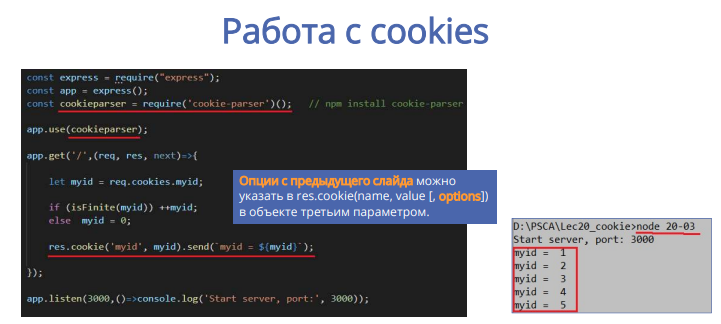 Работа с cookies
const express = require("express");
const app = express();
const cookieparser = require('cookie-parser')();   // npm install cookie-parser
app.use(cookieparser);
app.get('/',(req, res, next)=>{
let myid = req.cookies.myid;
if (isFinite(myid)) ++myid;
else  myid = 0;
res.cookie('myid', myid).send(`myid = ${myid}`);
});
app.listen(3000,()=>console.log('Start server, port:', 3000));
Опции с предыдущего слайда можно
указать в res.cookie(name, value [, options])
в объекте третьим параметром.
D:\PSCA\Lec20_cookie>node 20-03
Start server, port: 3000
myid =  1
myid =  2
myid =  3
myid =  4
myid =  5